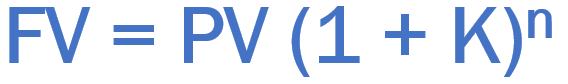 FV = PV (1 + K)ⁿ